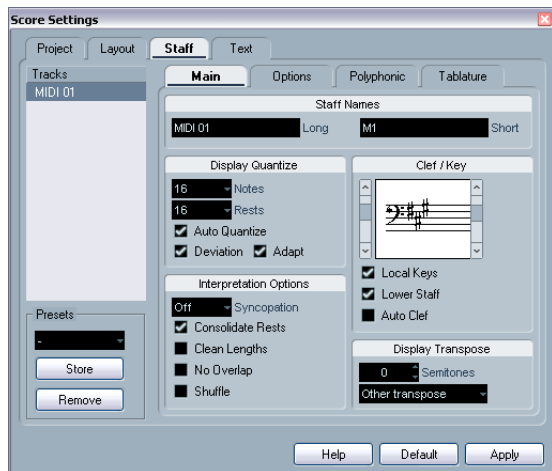 Score Settings
Project Layout Staff Text
Tracks
MIDI 01
Main Options Polyphonic Tablature
Staff Names
MIDI 01 Long M1 Short
Display Quantize
16 Notes
16 Rests
Auto Quantize
Deviation Adapt
Clef / Key
Local Keys
Lower Staff
Auto Clef
Interpretation Options
Off Syncopation
Consolidate Rests
Clean Lengths
No Overlap
Shuffle
Display Transpose
0 Semitones
Other transpose
Presets
-
Store
Remove
Help Default Apply